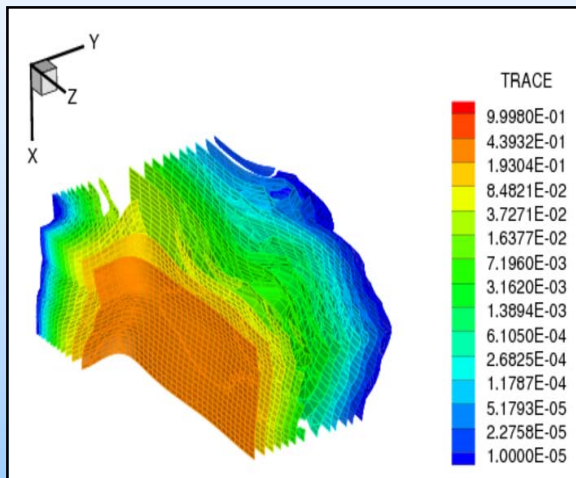 Y
Z
X
TRACE
9.9980E-01
4.3932E-01
1.9304E-01
8.4821E-02
3.7271E-02
1.6377E-02
7.1960E-03
3.1620E-03
1.3894E-03
6.1050E-04
2.6825E-04
1.1787E-04
5.1793E-05
2.2758E-05
1.0000E-05